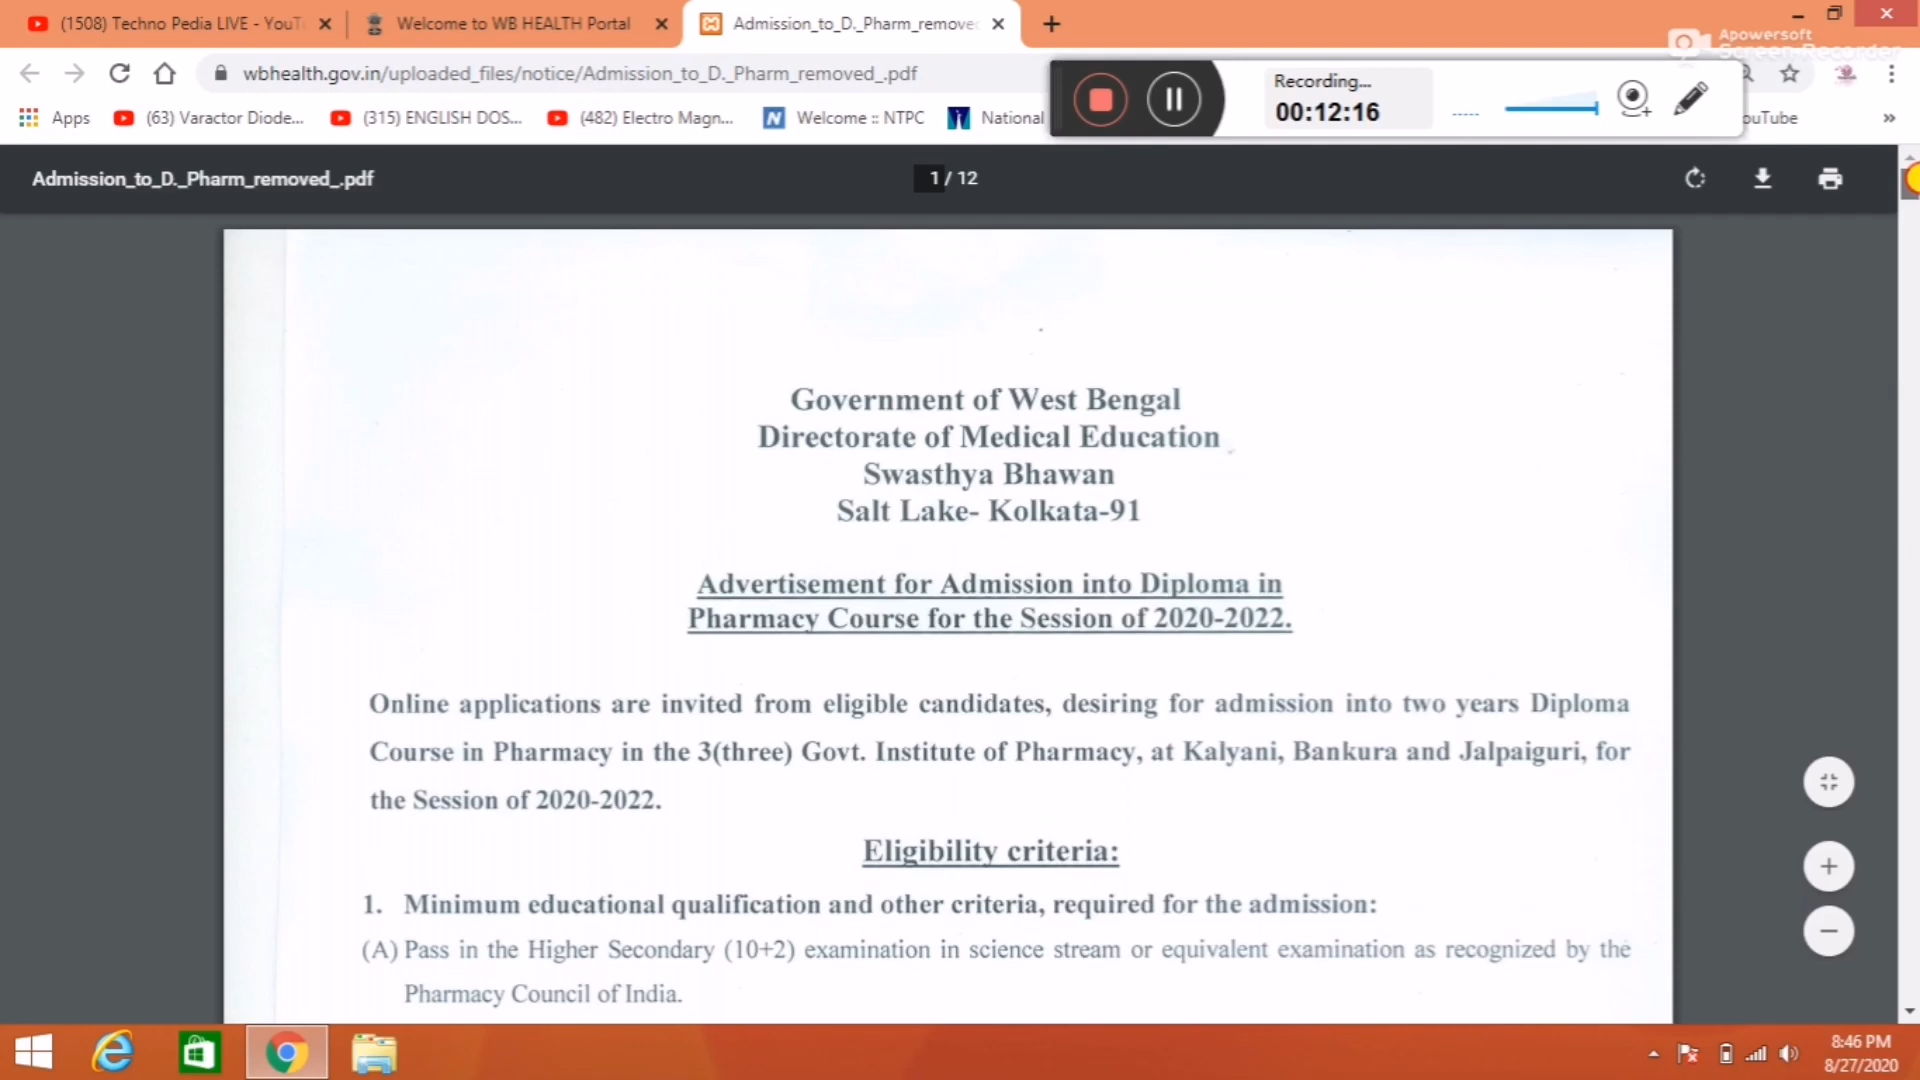 (1508) Techno Pedia LIVE - YouT
Welcome to WB HEALTH Portal
Admission_to_D._Pharm_remove
Apowersoft
Screen Recorder
wbhealth.gov.in/uploaded_files/notice/Admission_to_D._Pharm_removed_.pdf
Recording...
00:12:16
Apps
(63) Varactor Diode...
(315) ENGLISH DOS...
(482) Electro Magn...
Welcome :: NTPC
National
ouTube
Admission_to_D._Pharm_removed_.pdf
1 / 12
Government of West Bengal
Directorate of Medical Education
Swasthya Bhawan
Salt Lake- Kolkata-91
Advertisement for Admission into Diploma in
Pharmacy Course for the Session of 2020-2022.
Online applications are invited from eligible candidates, desiring for admission into two years Diploma
Course in Pharmacy in the 3(three) Govt. Institute of Pharmacy, at Kalyani, Bankura and Jalpaiguri, for
the Session of 2020-2022.
Eligibility criteria:
1. Minimum educational qualification and other criteria, required for the admission:
(A) Pass in the Higher Secondary (10+2) examination in science stream or equivalent examination as recognized by the
Pharmacy Council of India.
8:46 PM
8/27/2020